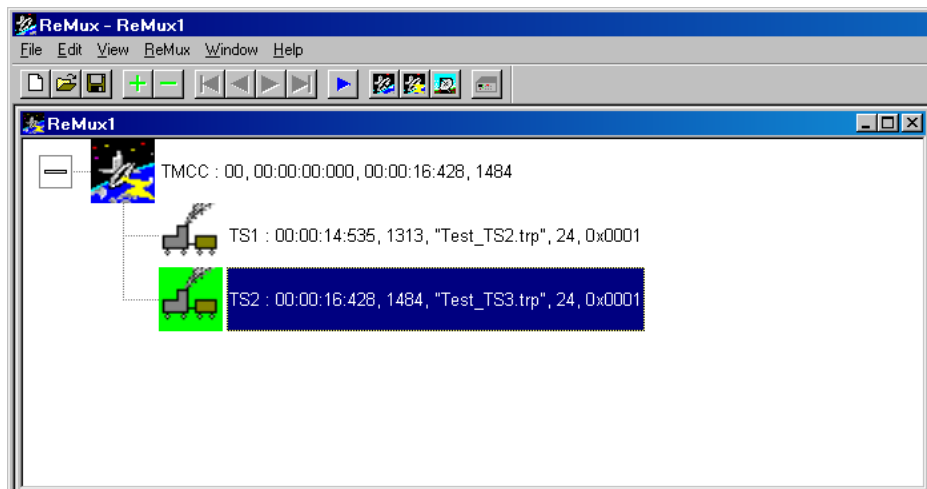 ReMux - ReMux1
File Edit View ReMux Window Help
ReMux1
TMCC : 00, 00:00:00:000, 00:00:16:428, 1484
TS1 : 00:00:14:535, 1313, "Test_TS2.trp", 24, 0x0001
TS2 : 00:00:16:428, 1484, "Test_TS3.trp", 24, 0x0001